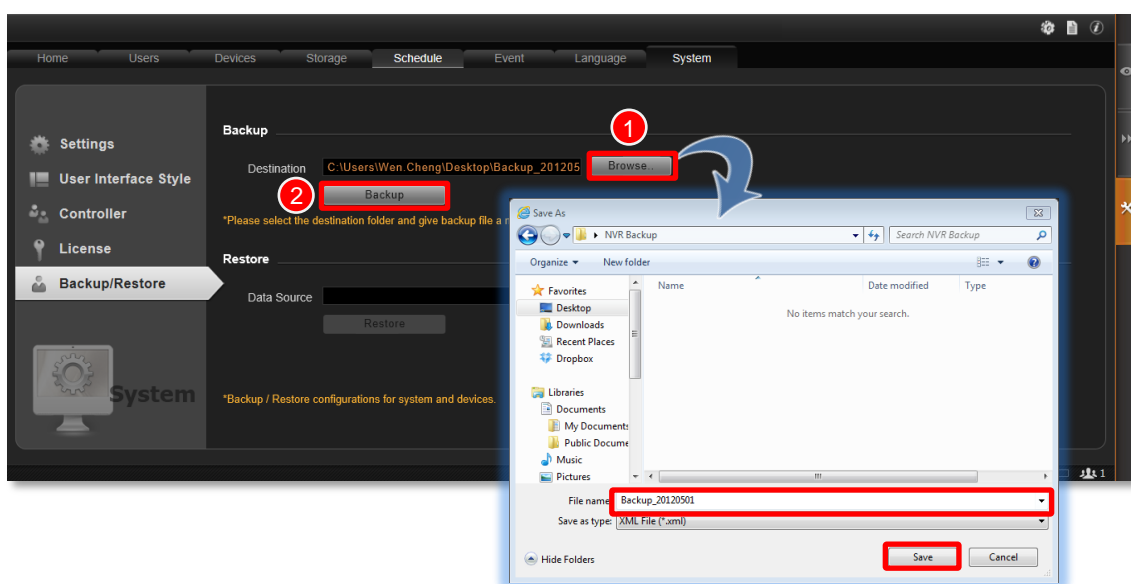 Home Users Devices Storage Schedule Event Language System
Settings
User Interface Style
Controller
License
Backup/Restore
System
Backup
1
Destination C:\Users\Wen.Cheng\Desktop\Backup_201205 Browse..
2 Backup
*Please select the destination folder and give backup file a n
Restore
Data Source
Restore
*Backup / Restore configurations for system and devices.
1
Save As
NVR Backup Search NVR Backup
Organize New folder
Name Date modified Type
No items match your search.
Favorites
Desktop
Downloads
Recent Places
Dropbox
Libraries
Documents
My Documents
Public Docume
Music
Pictures
File name: Backup_20120501
Save as type: XML File (*.xml)
Hide Folders Save Cancel